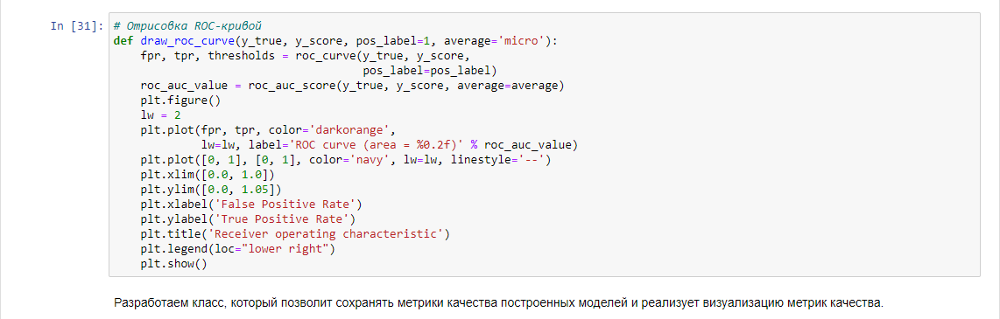 In [31]: # Отрисовка ROC-кривой
def draw_roc_curve(y_true, y_score, pos_label=1, average='micro'):
    fpr, tpr, thresholds = roc_curve(y_true, y_score,
                                     pos_label=pos_label)
    roc_auc_value = roc_auc_score(y_true, y_score, average=average)
    plt.figure()
    lw = 2
    plt.plot(fpr, tpr, color='darkorange',
             lw=lw, label='ROC curve (area = %0.2f)' % roc_auc_value)
    plt.plot([0, 1], [0, 1], color='navy', lw=lw, linestyle='--')
    plt.xlim([0.0, 1.0])
    plt.ylim([0.0, 1.05])
    plt.xlabel('False Positive Rate')
    plt.ylabel('True Positive Rate')
    plt.title('Receiver operating characteristic')
    plt.legend(loc="lower right")
    plt.show()
Разработаем класс, который позволит сохранять метрики качества построенных моделей и реализует визуализацию метрик качества.